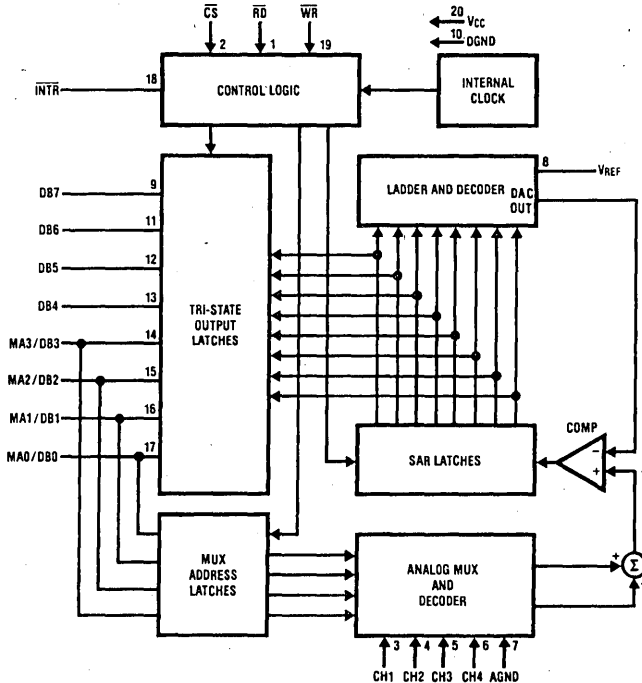 CS RD WR
20 VCC
10 DGND
2 1 19
18
INTR
CONTROL LOGIC
INTERNAL
CLOCK
8
VREF
LADDER AND DECODER
DAC
OUT
9
DB7
11
DB6
12
DB5
13
DB4
TRI-STATE
OUTPUT
LATCHES
14
MA3/DB3
15
MA2/DB2
16
MA1/DB1
17
MA0/DB0
COMP
−
+
SAR LATCHES
MUX
ADDRESS
LATCHES
ANALOG MUX
AND
DECODER
+
Σ
3 4 5 6 7
CH1 CH2 CH3 CH4 AGND